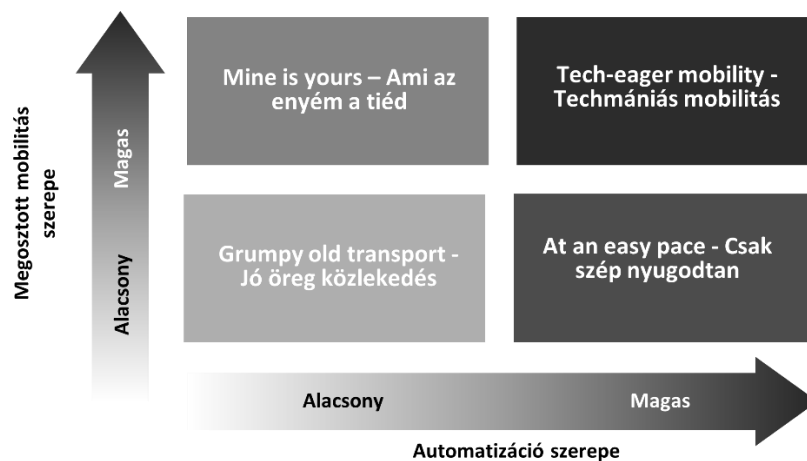 Mine is yours – Ami az
enyém a tiéd
Tech-eager mobility -
Techmániás mobilitás
Megosztott mobilitás
szerepe
Magas
Alacsony
Grumpy old transport -
Jó öreg közlekedés
At an easy pace - Csak
szép nyugodtan
Alacsony
Magas
Automatizáció szerepe